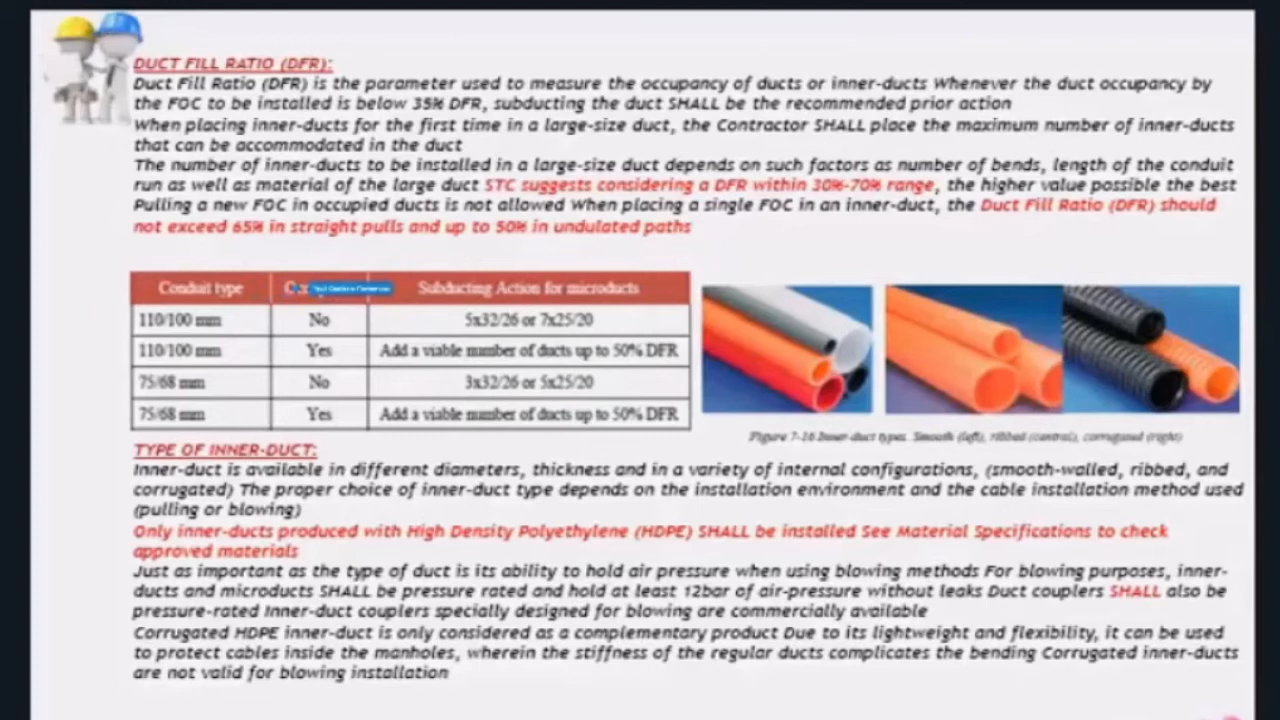 DUCT FILL RATIO (DFR):
Duct Fill Ratio (DFR) is the parameter used to measure the occupancy of ducts or inner-ducts Whenever the duct occupancy by
the FOC to be installed is below 35% DFR, subducting the duct SHALL be the recommended prior action
When placing inner-ducts for the first time in a large-size duct, the Contractor SHALL place the maximum number of inner-ducts
that can be accommodated in the duct
The number of inner-ducts to be installed in a large-size duct depends on such factors as number of bends, length of the conduit
run as well as material of the large duct STC suggests considering a DFR within 30%-70% range, the higher value possible the best
Pulling a new FOC in occupied ducts is not allowed When placing a single FOC in an inner-duct, the Duct Fill Ratio (DFR) should
not exceed 65% in straight pulls and up to 50% in undulated paths
Conduit type Subducting Action for microducts
110/100 mm No 5x32/26 or 7x25/20
110/100 mm Yes Add a viable number of ducts up to 50% DFR
75/68 mm No 3x32/26 or 5x25/20
75/68 mm Yes Add a viable number of ducts up to 50% DFR
Figure 7-16 Inner-duct types. Smooth (left), ribbed (central), corrugated (right)
TYPE OF INNER-DUCT:
Inner-duct is available in different diameters, thickness and in a variety of internal configurations, (smooth-walled, ribbed, and
corrugated) The proper choice of inner-duct type depends on the installation environment and the cable installation method used
(pulling or blowing)
Only inner-ducts produced with High Density Polyethylene (HDPE) SHALL be installed See Material Specifications to check
approved materials
Just as important as the type of duct is its ability to hold air pressure when using blowing methods For blowing purposes, inner-
ducts and microducts SHALL be pressure rated and hold at least 12bar of air-pressure without leaks Duct couplers SHALL also be
pressure-rated Inner-duct couplers specially designed for blowing are commercially available
Corrugated HDPE inner-duct is only considered as a complementary product Due to its lightweight and flexibility, it can be used
to protect cables inside the manholes, wherein the stiffness of the regular ducts complicates the bending Corrugated inner-ducts
are not valid for blowing installation